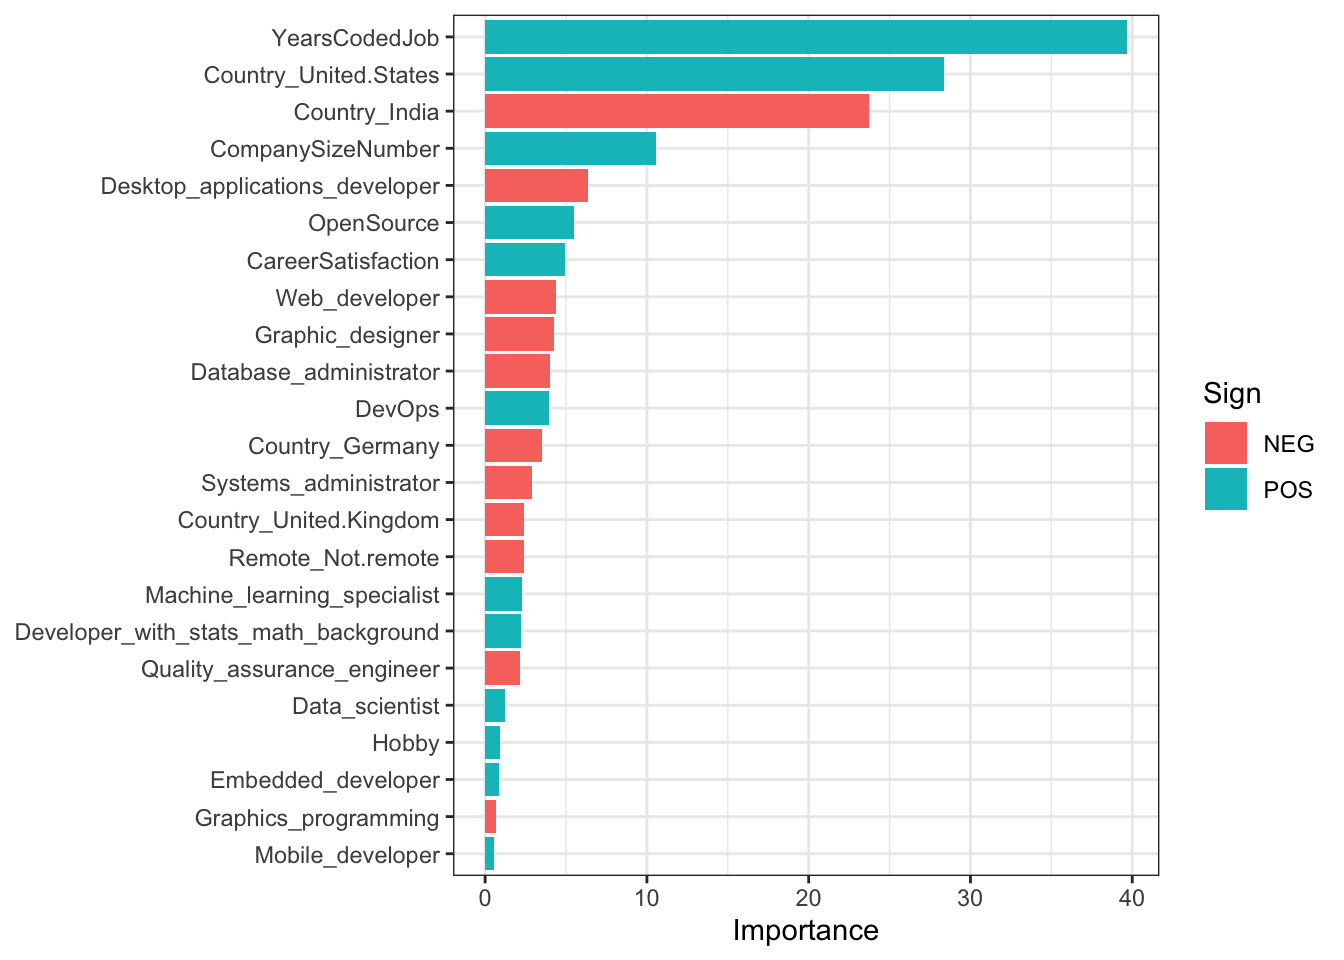 YearsCodedJob
Country_United.States
Country_India
CompanySizeNumber
Desktop_applications_developer
OpenSource
CareerSatisfaction
Web_developer
Graphic_designer
Database_administrator
DevOps
Country_Germany
Systems_administrator
Country_United.Kingdom
Remote_Not.remote
Machine_learning_specialist
Developer_with_stats_math_background
Quality_assurance_engineer
Data_scientist
Hobby
Embedded_developer
Graphics_programming
Mobile_developer
0 10 20 30 40
Importance
Sign
NEG
POS